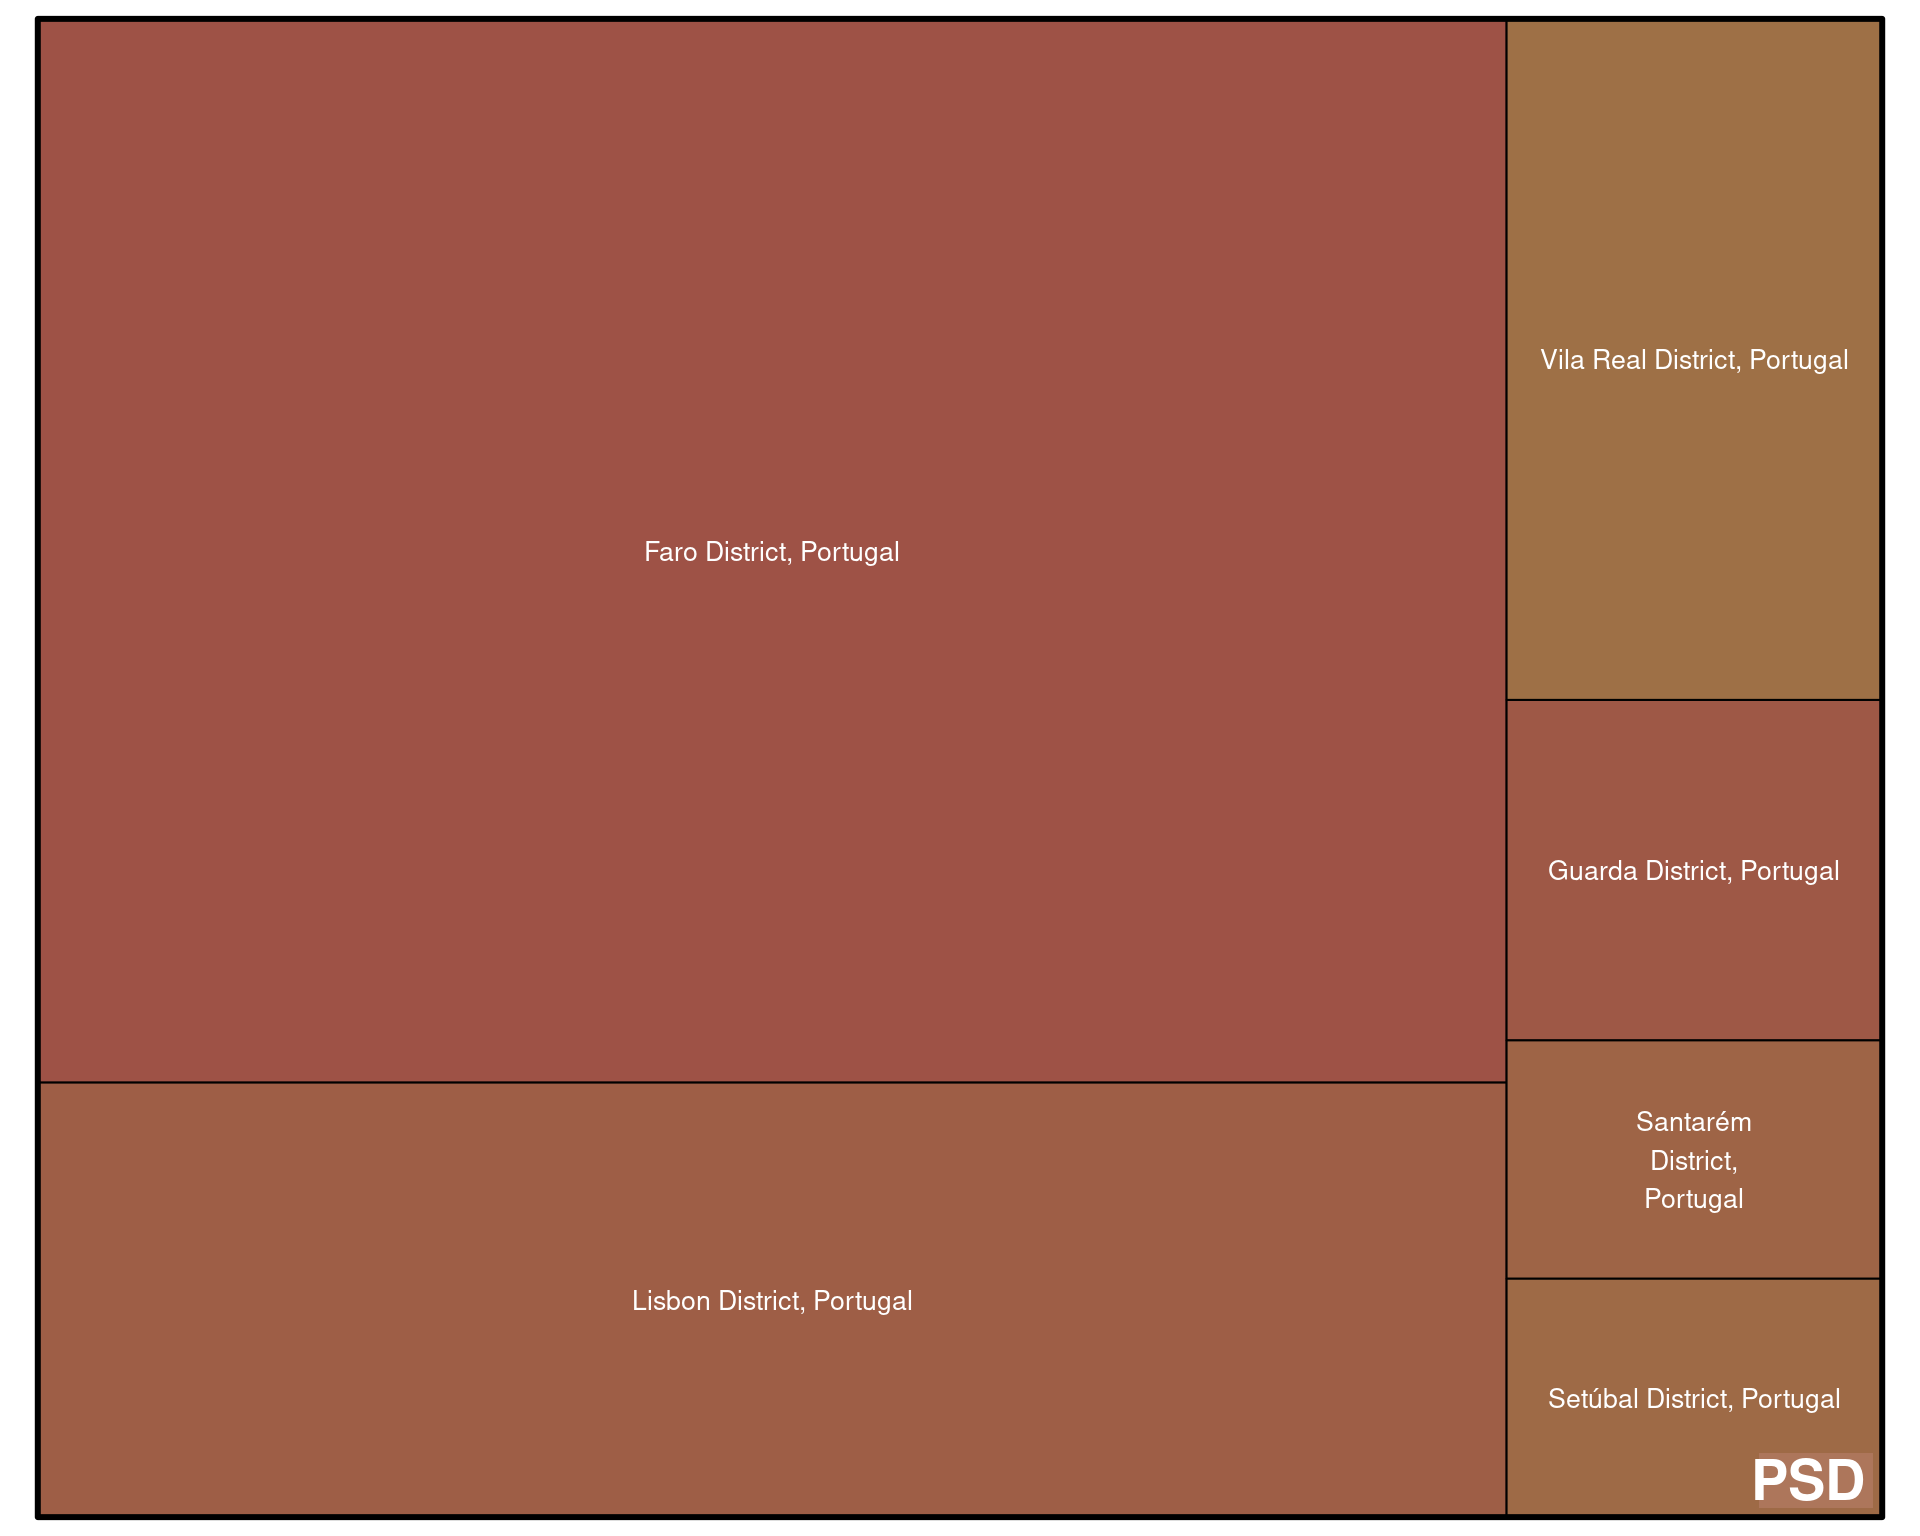 Faro District, Portugal
Lisbon District, Portugal
Vila Real District, Portugal
Guarda District, Portugal
Santarém
District,
Portugal
Setúbal District, Portugal
PSD